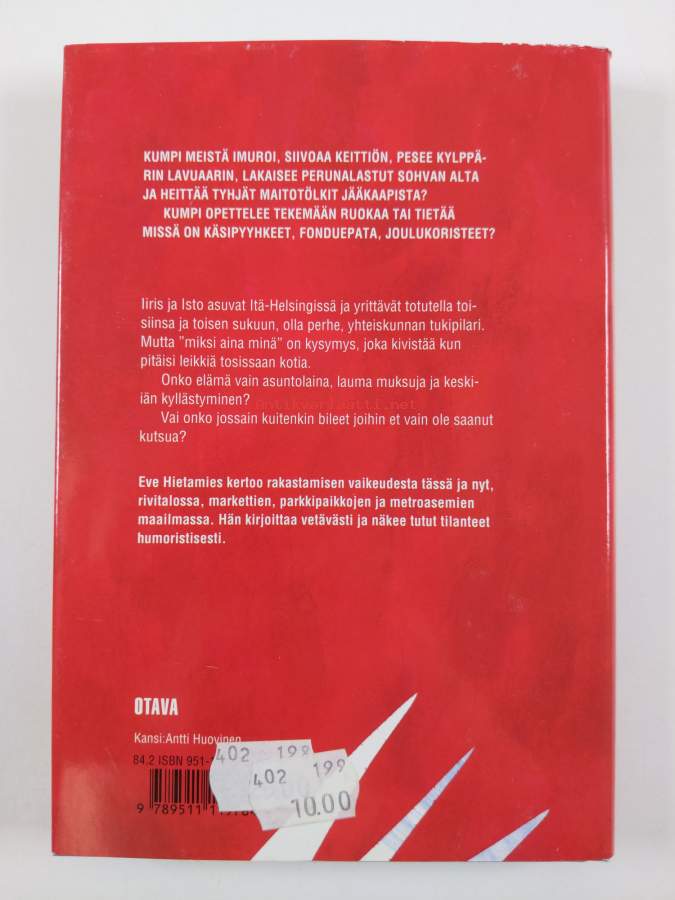 KUMPI MEISTÄ IMUROI, SIIVOAA KEITTIÖN, PESEE KYLPPÄ-
RIN LAVUAARIN, LAKAISEE PERUNALASTUT SOHVAN ALTA
JA HEITTÄÄ TYHJÄT MAITOTÖLKIT JÄÄKAAPISTA?
KUMPI OPETTELEE TEKEMÄÄN RUOKAA TAI TIETÄÄ
MISSÄ ON KÄSIPYYHKEET, FONDUEPATA, JOULUKORISTEET?
Iiris ja Isto asuvat Itä-Helsingissä ja yrittävät totutella toi-
siinsa ja toisen sukuun, olla perhe, yhteiskunnan tukipilari.
Mutta ”miksi aina minä” on kysymys, joka kivistää kun
pitäisi leikkiä tosissaan kotia.
Onko elämä vain asuntolaina, lauma muksuja ja keski-
iän kyllästyminen?
Antikvariaatti.net
Vai onko jossain kuitenkin bileet joihin et vain ole saanut
kutsua?
Eve Hietamies kertoo rakastamisen vaikeudesta tässä ja nyt,
rivitalossa, markettien, parkkipaikkojen ja metroasemien
maailmassa. Hän kirjoittaa vetävästi ja näkee tutut tilanteet
humoristisesti.
OTAVA
Kansi:Antti Huovinen
84.2 ISBN 951-
402 199
402 199
10.00
9 789511